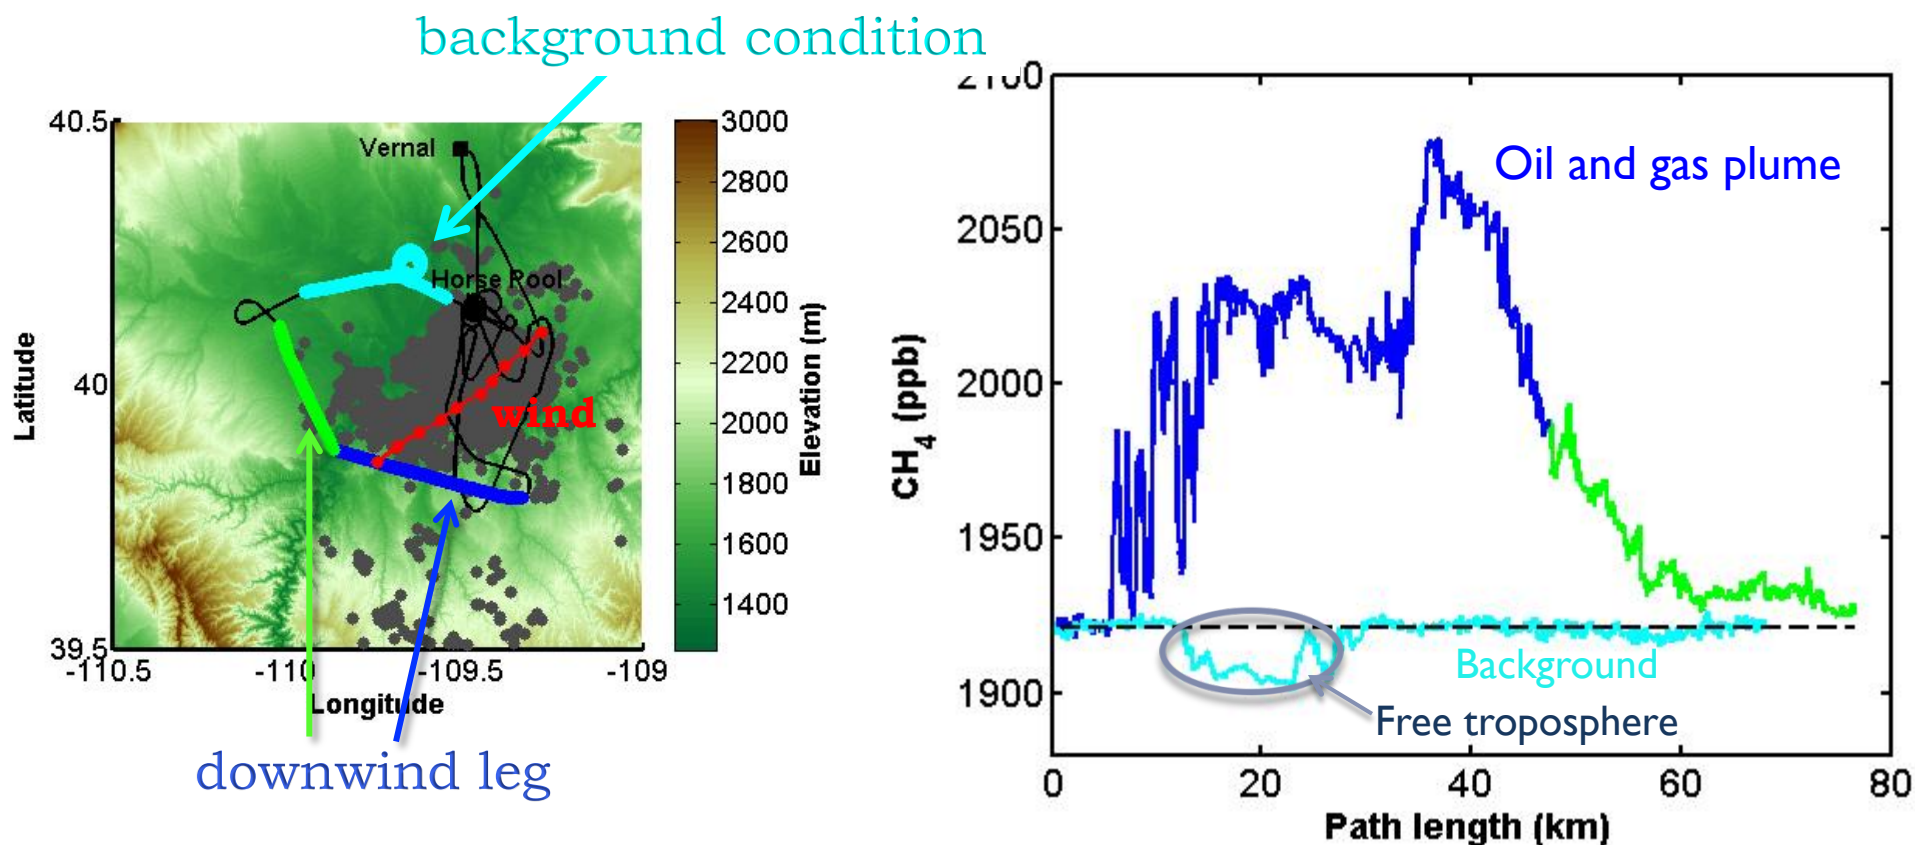 background condition
40.5
40
39.5
-110.5
-110
-109.5
-109
Latitude
Longitude
Vernal
Horse Pool
wind
3000
2800
2600
2400
2200
2000
1800
1600
1400
Elevation (m)
downwind leg
2100
2050
2000
1950
1900
CH4 (ppb)
Oil and gas plume
Background
Free troposphere
0
20
40
60
80
Path length (km)